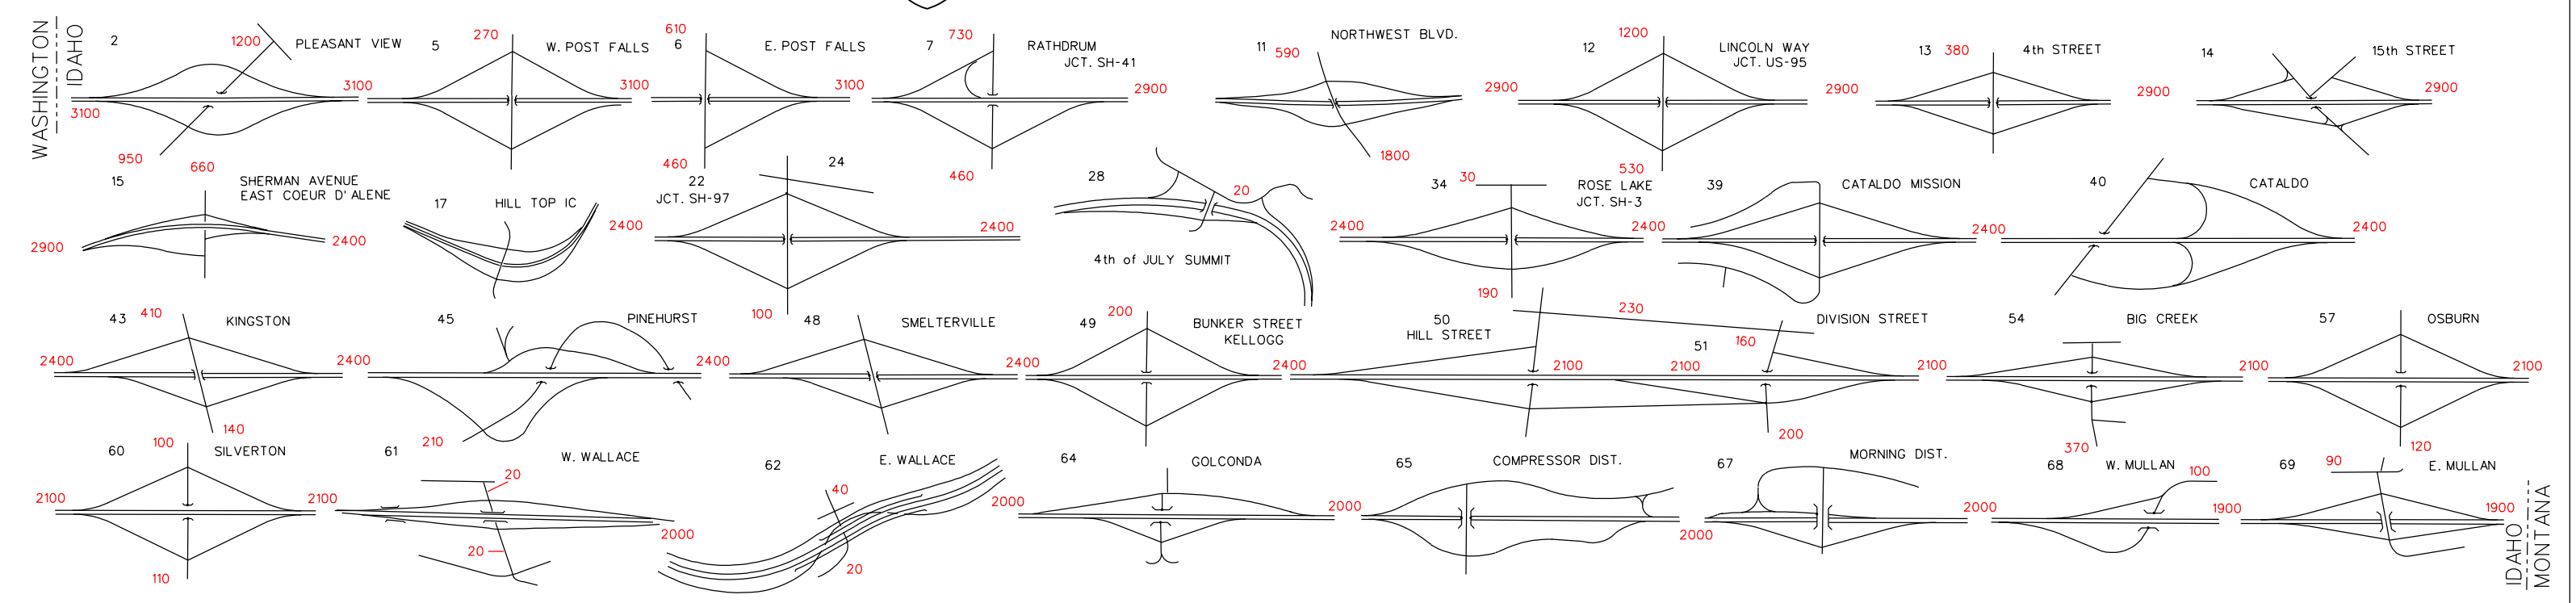 WASHINGTON
IDAHO
2
1200
PLEASANT VIEW
3100
3100
950
5
270
W. POST FALLS
3100
610
6
E. POST FALLS
3100
460
7
730
RATHDRUM
JCT. SH-41
2900
460
11
590
NORTHWEST BLVD.
2900
1800
12
1200
LINCOLN WAY
JCT. US-95
2900
530
13
380
4th STREET
2900
14
15th STREET
2900
15
660
SHERMAN AVENUE
EAST COEUR D'ALENE
2900
2400
17
HILL TOP IC
2400
22
JCT. SH-97
24
2400
100
28
20
4th of JULY SUMMIT
2400
34
30
ROSE LAKE
JCT. SH-3
2400
190
39
CATALDO MISSION
2400
40
CATALDO
2400
43
410
KINGSTON
2400
2400
140
45
PINEHURST
2400
210
48
SMELTERVILLE
2400
49
200
BUNKER STREET
KELLOGG
2400
50
HILL STREET
230
2100
51
2100
160
DIVISION STREET
2100
200
54
BIG CREEK
2100
370
57
OSBURN
2100
120
60
100
SILVERTON
2100
2100
110
61
W. WALLACE
20
20
2000
62
E. WALLACE
40
20
2000
64
GOLCONDA
2000
65
COMPRESSOR DIST.
2000
67
MORNING DIST.
2000
68
W. MULLAN
100
1900
69
90
E. MULLAN
1900
IDAHO
MONTANA